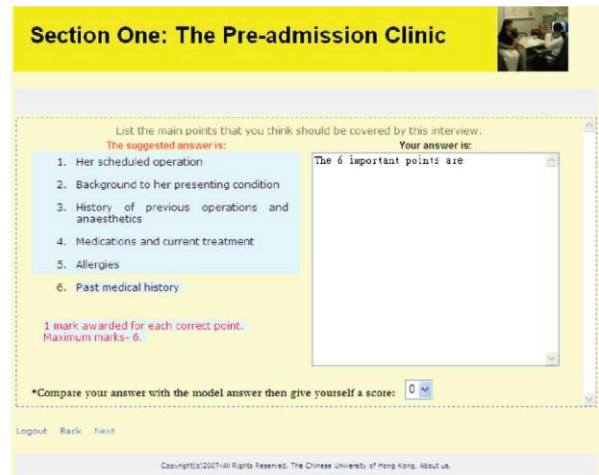 Section One: The Pre-admission Clinic
List the main points that you think should be covered by this interview.
The suggested answer is:
1. Her scheduled operation
2. Background to her presenting condition
3. History of previous operations and
anaesthetics
4. Medications and current treatment
5. Allergies
6. Past medical history
1 mark awarded for each correct point.
Maximum marks- 6.
Your answer is:
The 6 important points are
*Compare your answer with the model answer then give yourself a score: 0
Logout Back Next
Copyright(c)2007-All Rights Reserved. The Chinese University of Hong Kong. About us.